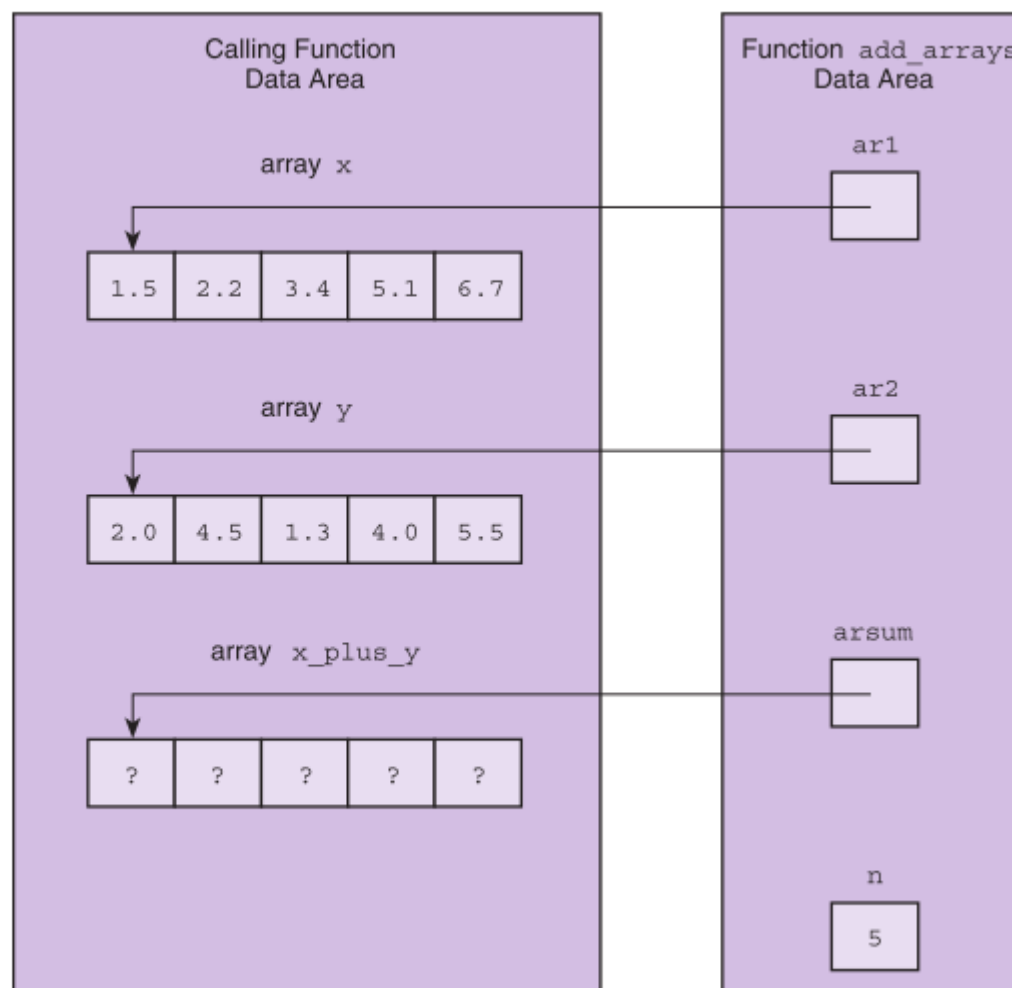 Calling Function
Data Area
array x
1.5 2.2 3.4 5.1 6.7
array y
2.0 4.5 1.3 4.0 5.5
array x_plus_y
? ? ? ? ?
Function add_arrays
Data Area
ar1
ar2
arsum
n
5